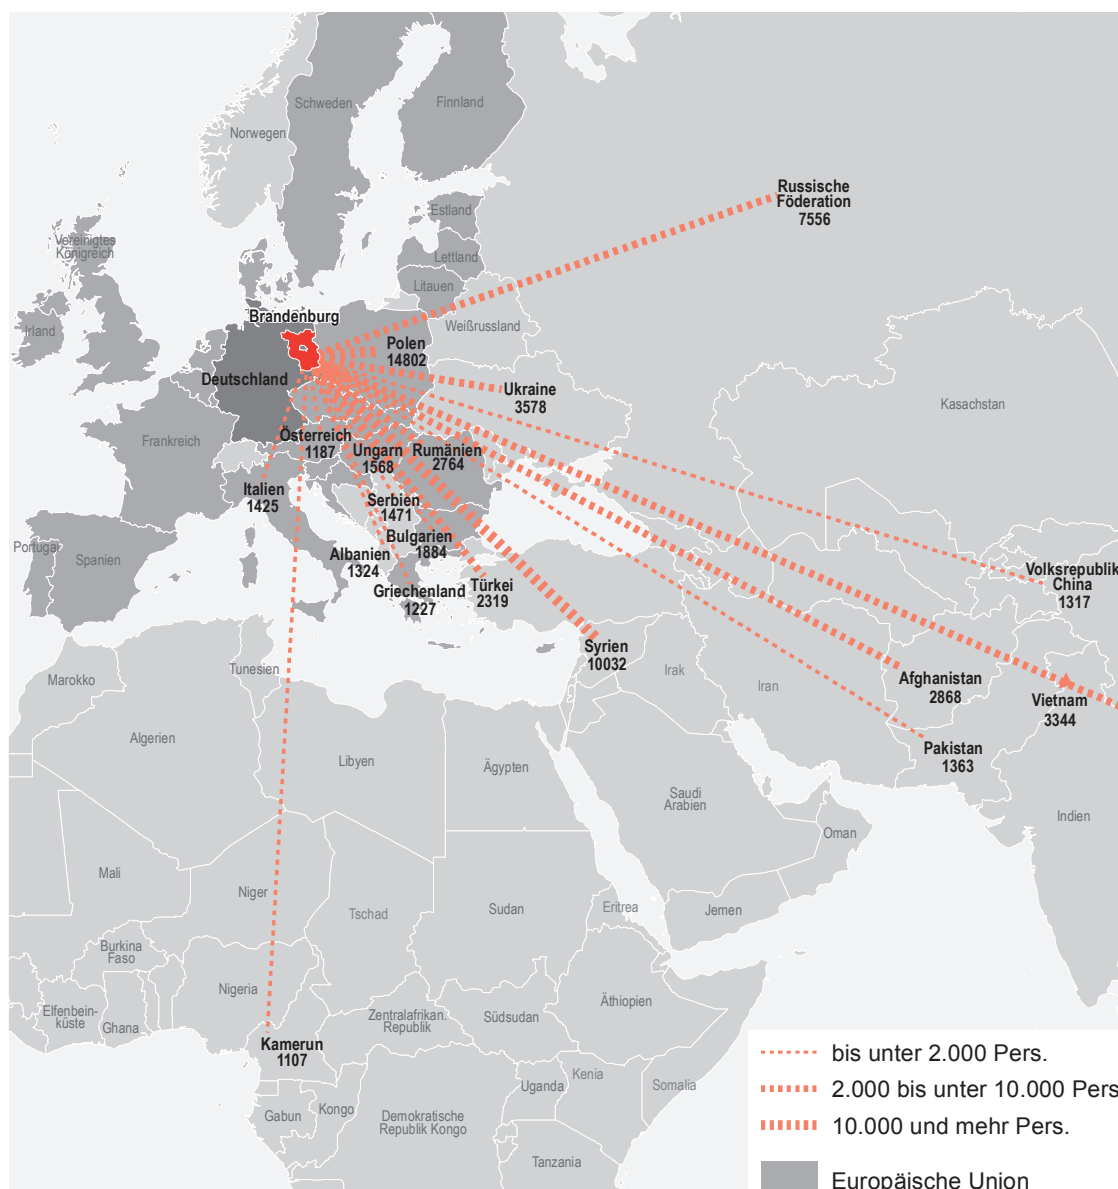 Schweden
Finnland
Norwegen
Russische
Föderation
7556
Estland
Vereinigtes
Königreich
Lettland
Litauen
Irland
Brandenburg
Weißrussland
Polen
14802
Deutschland
Ukraine
3578
Kasachstan
Frankreich
Österreich
1187
Ungarn
1568
Rumänien
2764
Italien
1425
Serbien
1471
Bulgarien
1884
Portugal
Spanien
Albanien
1324
Griechenland
1227
Türkei
2319
Volksrepublik
China
1317
Syrien
10032
Tunesien
Marokko
Irak
Iran
Afghanistan
2868
Vietnam
3344
Algerien
Libyen
Ägypten
Pakistan
1363
Saudi
Arabien
Indien
Oman
Mali
Niger
Tschad
Sudan
Eritrea
Jemen
Burkina
Faso
Nigeria
Äthiopien
Elfenbein-
küste
Ghana
Zentralafrikan.
Republik
Südsudan
Kamerun
1107
Uganda
Kenia
Somalia
Gabun
Kongo
Demokratische
Republik Kongo
Tanzania
bis unter 2.000 Pers.
2.000 bis unter 10.000 Pers
10.000 und mehr Pers.
Europäische Union